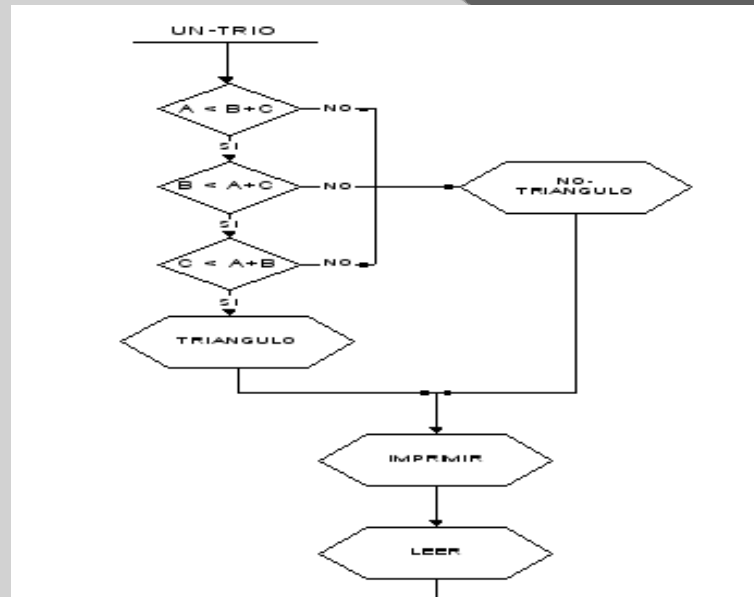 UN-TRIO
A < B+C
NO
SI
B < A+C
NO
NO-
TRIANGULO
SI
C < A+B
NO
SI
TRIANGULO
IMPRIMIR
LEER